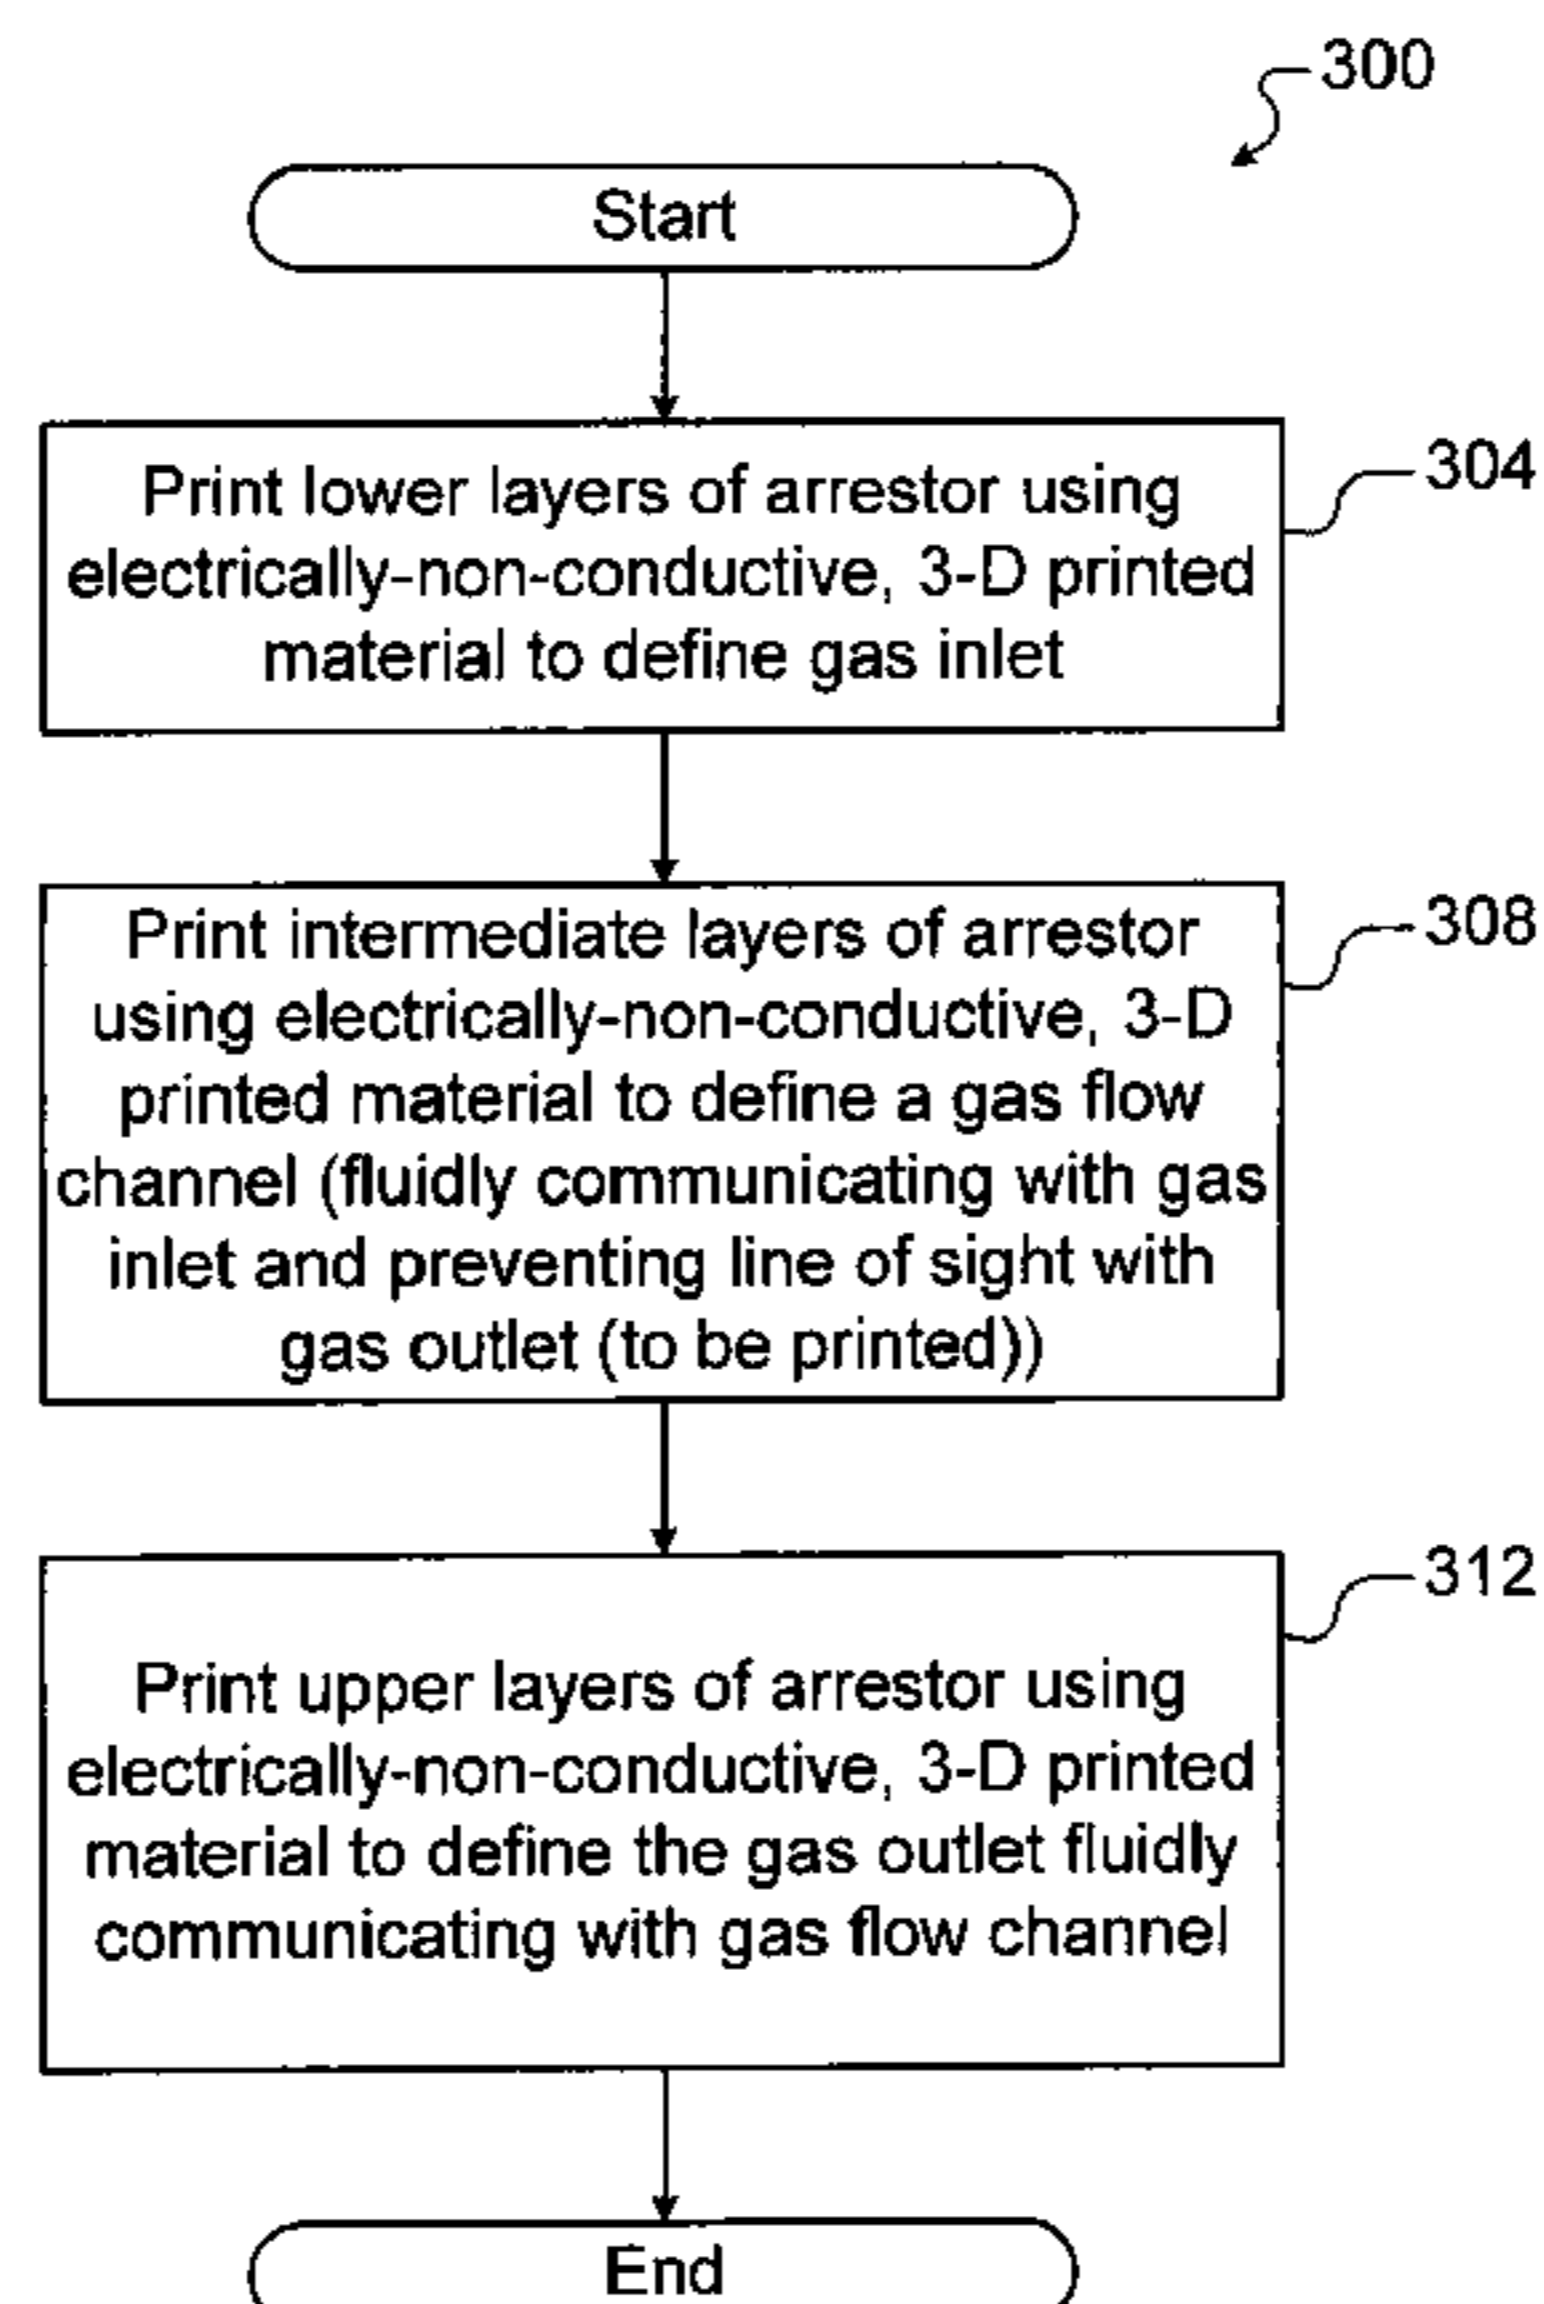 300
Start
304
Print lower layers of arrestor using
electrically-non-conductive, 3-D printed
material to define gas inlet
308
Print intermediate layers of arrestor
using electrically-non-conductive, 3-D
printed material to define a gas flow
channel (fluidly communicating with gas
inlet and preventing line of sight with
gas outlet (to be printed))
312
Print upper layers of arrestor using
electrically-non-conductive, 3-D printed
material to define the gas outlet fluidly
communicating with gas flow channel
End